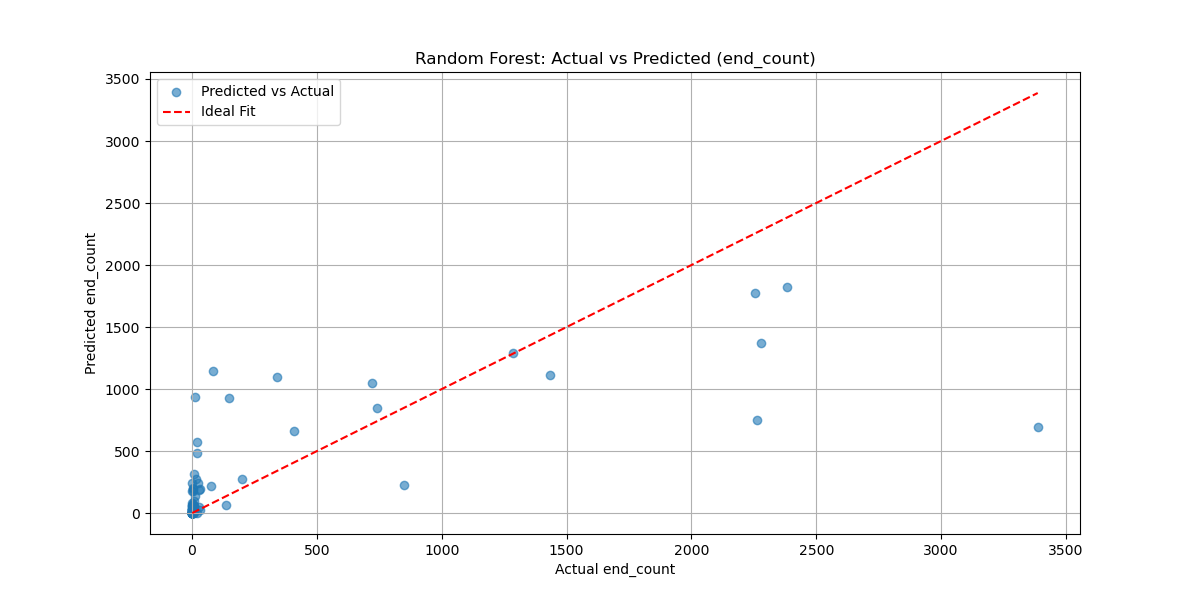 Random Forest: Actual vs Predicted (end_count)
Predicted vs Actual
Ideal Fit
Predicted end_count
3500
3000
2500
2000
1500
1000
500
0
0 500 1000 1500 2000 2500 3000 3500
Actual end_count